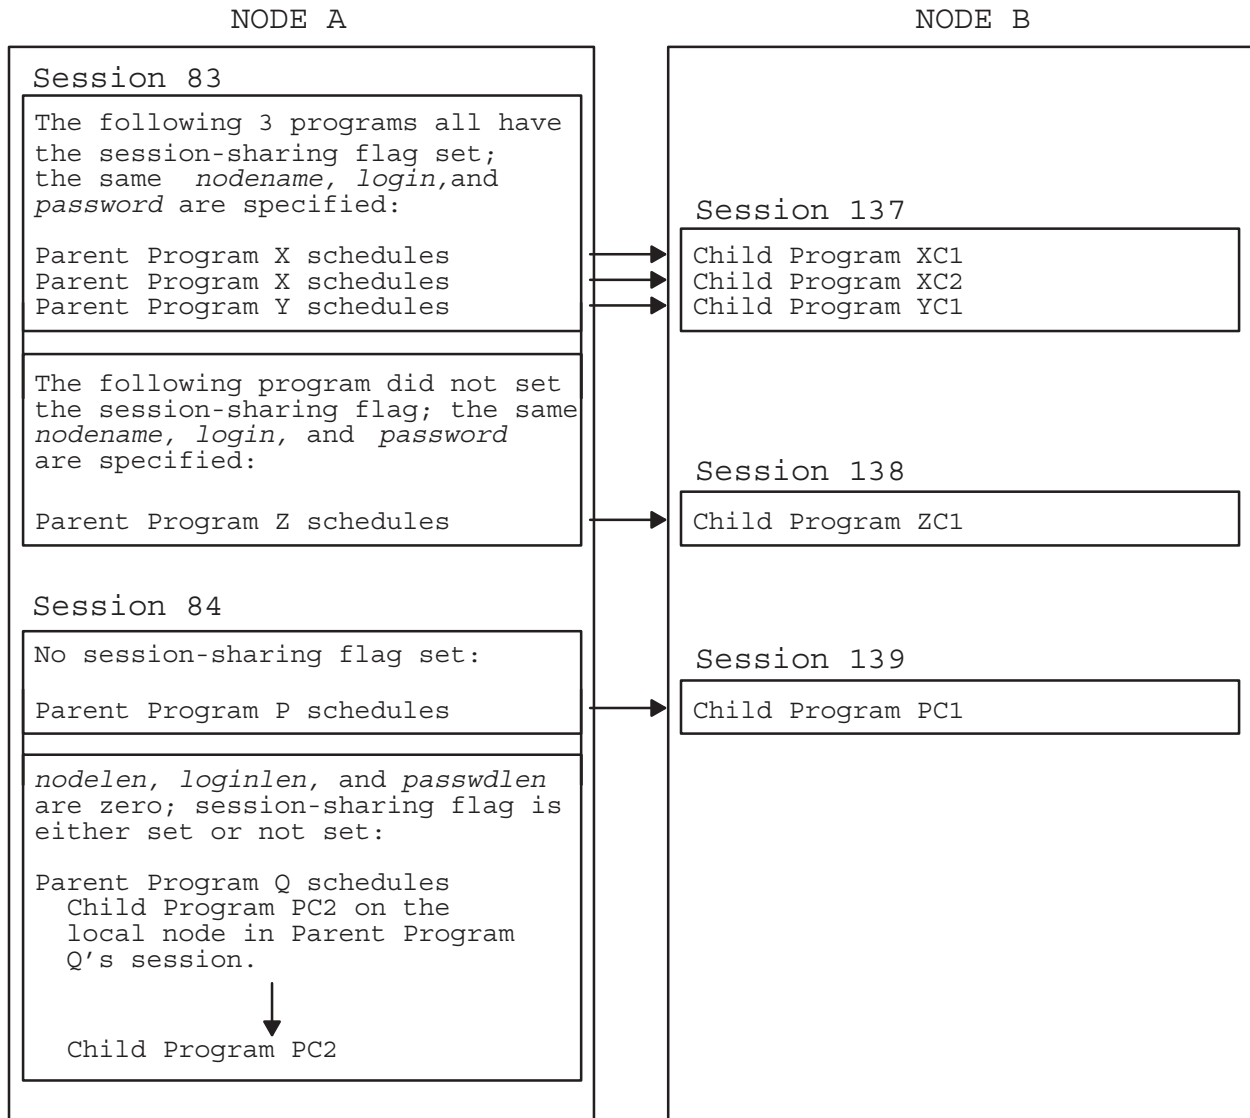 NODE A
NODE B
Session 83
The following 3 programs all have
the session-sharing flag set;
the same nodename, login,and
password are specified:
Parent Program X schedules
Parent Program X schedules
Parent Program Y schedules
Session 137
Child Program XC1
Child Program XC2
Child Program YC1
The following program did not set
the session-sharing flag; the same
nodename, login, and password
are specified:
Parent Program Z schedules
Session 138
Child Program ZC1
Session 84
No session-sharing flag set:
Parent Program P schedules
Session 139
Child Program PC1
nodelen, loginlen, and passwdlen
are zero; session-sharing flag is
either set or not set:
Parent Program Q schedules
Child Program PC2 on the
local node in Parent Program
Q's session.
Child Program PC2